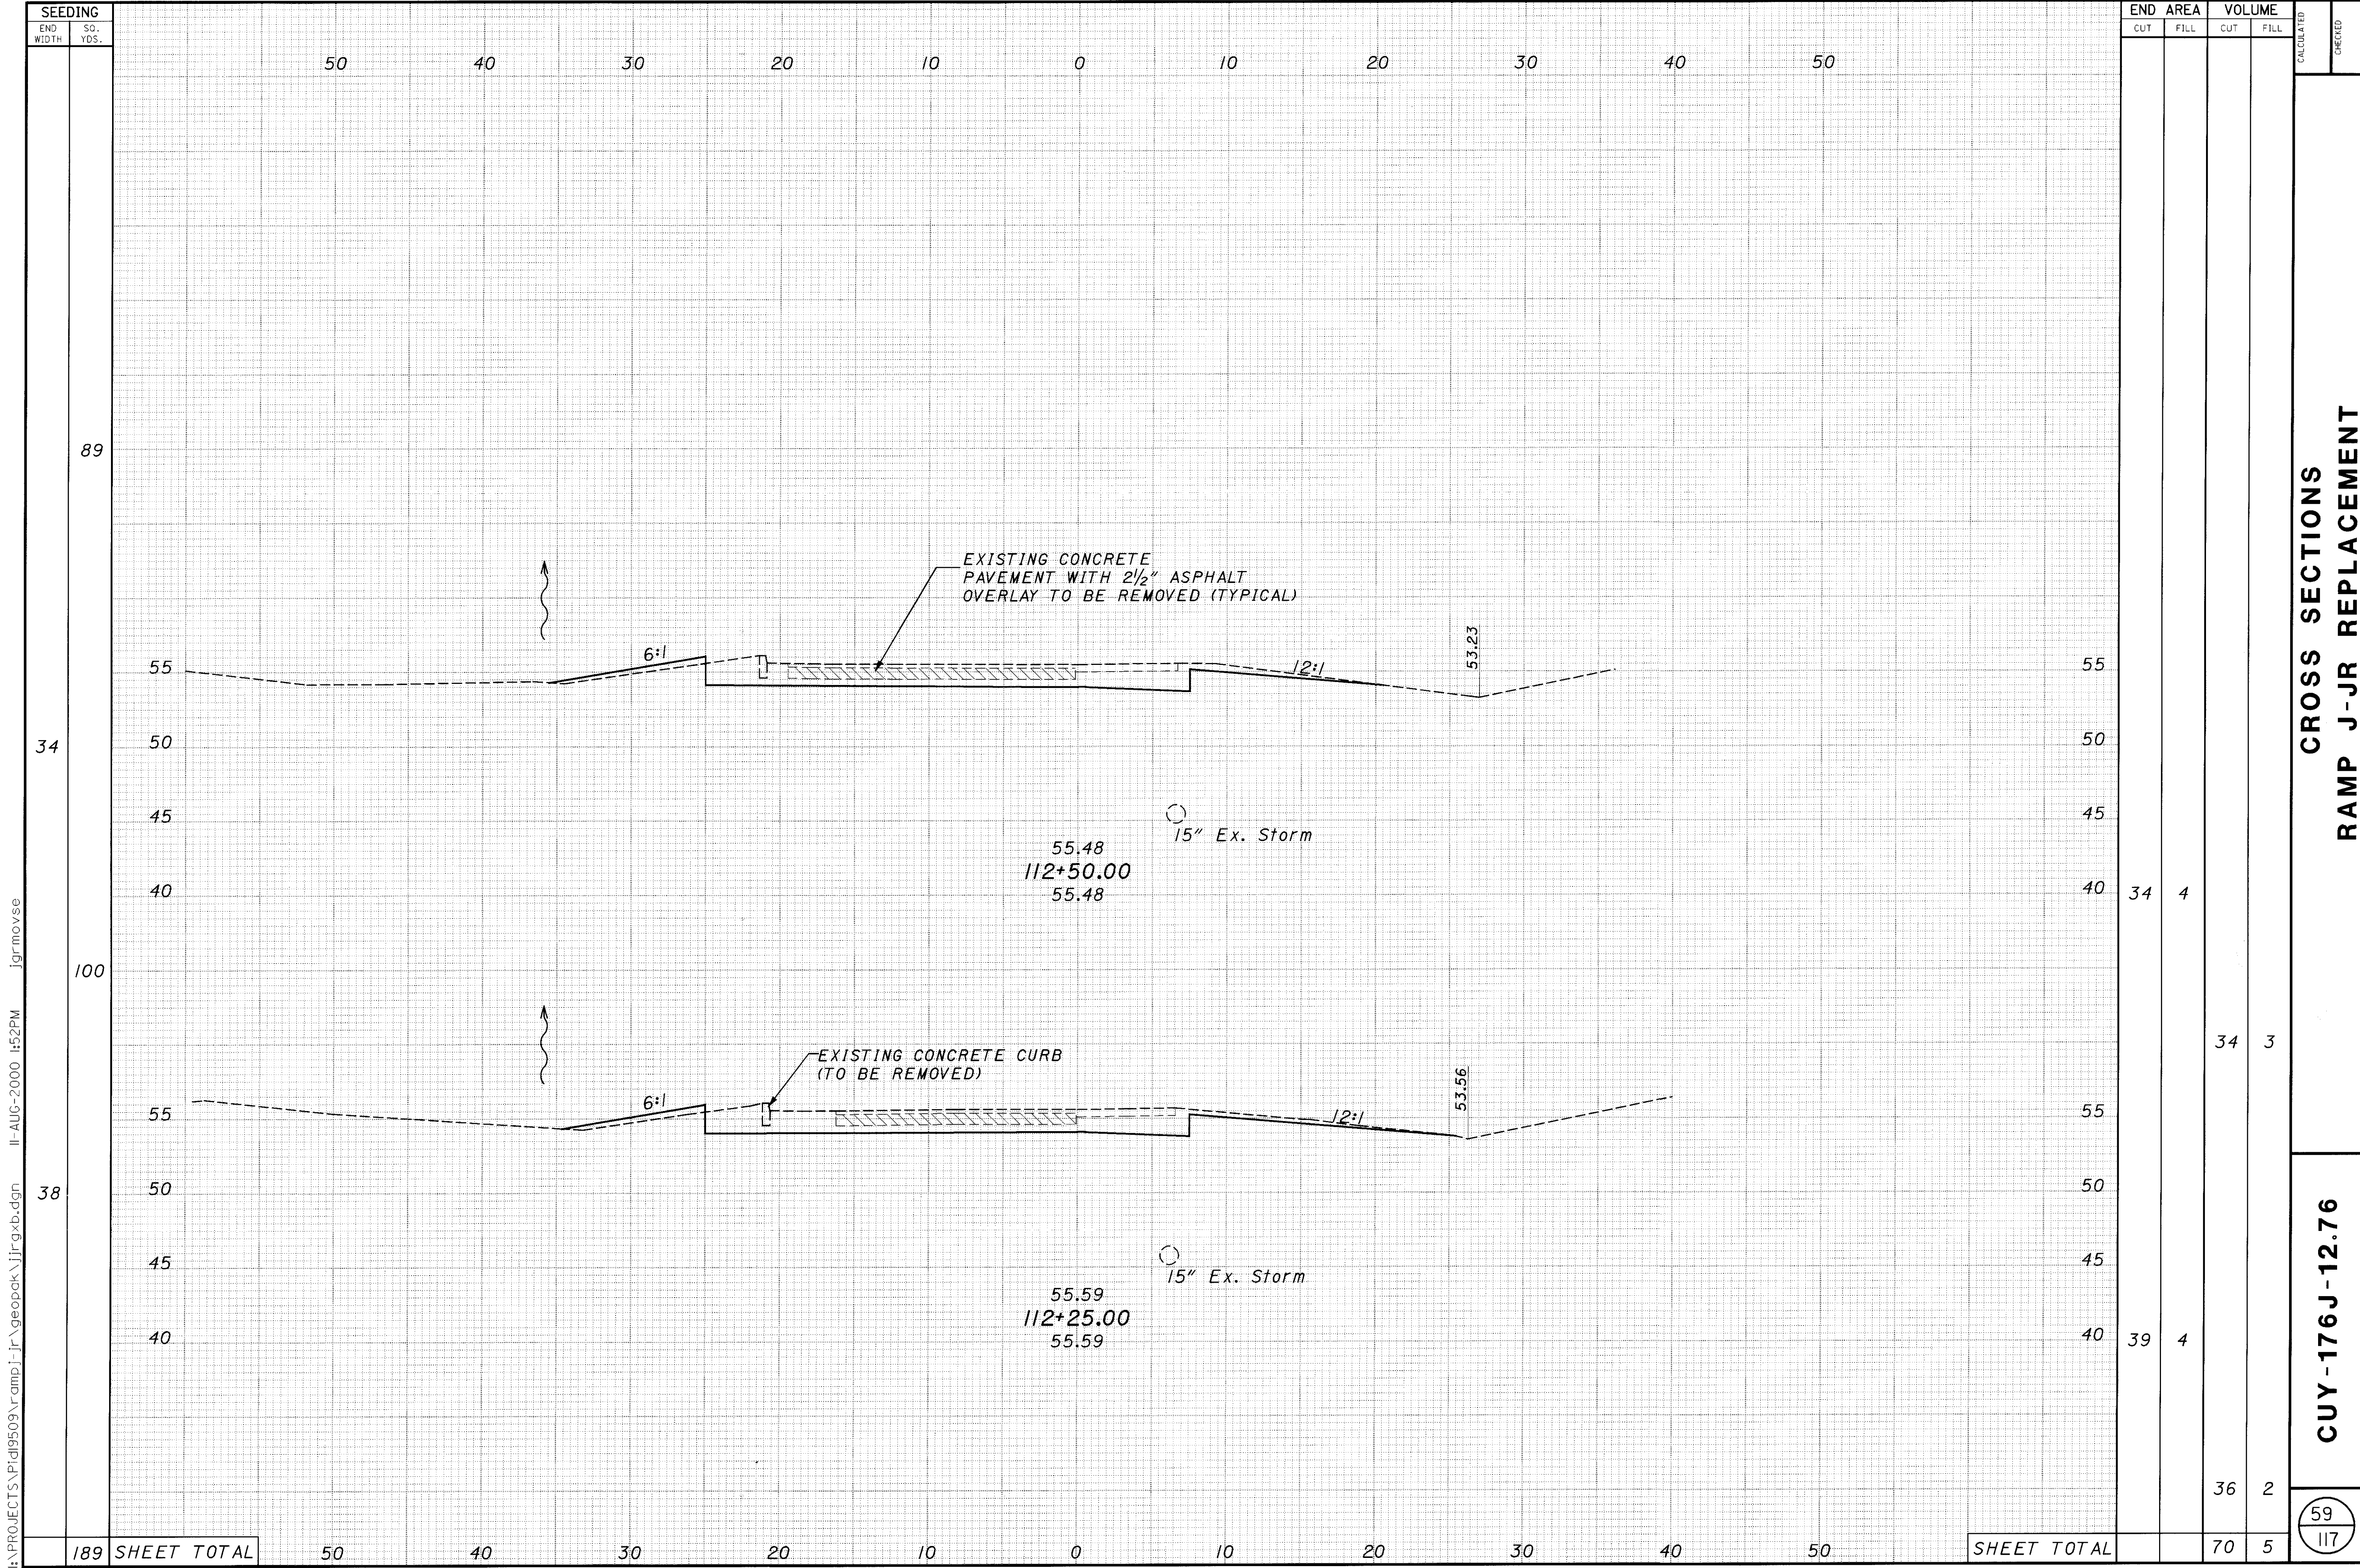 SEEDING
END WIDTH
SQ. YDS.
END AREA
VOLUME
CUT
FILL
CUT
FILL
CALCULATED
CHECKED
50 40 30 20 10 0 10 20 30 40 50
89
EXISTING CONCRETE
PAVEMENT WITH 2½" ASPHALT
OVERLAY TO BE REMOVED (TYPICAL)
6:1
12:1
53.23
55
55
34
50
50
45
45
15" Ex. Storm
55.48
112+50.00
55.48
40
40
34
4
100
34
3
EXISTING CONCRETE CURB
(TO BE REMOVED)
6:1
12:1
53.56
55
55
38
50
50
45
45
15" Ex. Storm
55.59
112+25.00
55.59
40
40
39
4
36
2
189
SHEET TOTAL
50 40 30 20 10 0 10 20 30 40 50
SHEET TOTAL
70
5
CROSS SECTIONS
RAMP J-JR REPLACEMENT
CUY-176J-12.76
59
117
I:\PROJECTS\Pid19509\rampj-jr\geopak\jjrgxb.dgn 11-AUG-2000 1:52PM jgrmovse